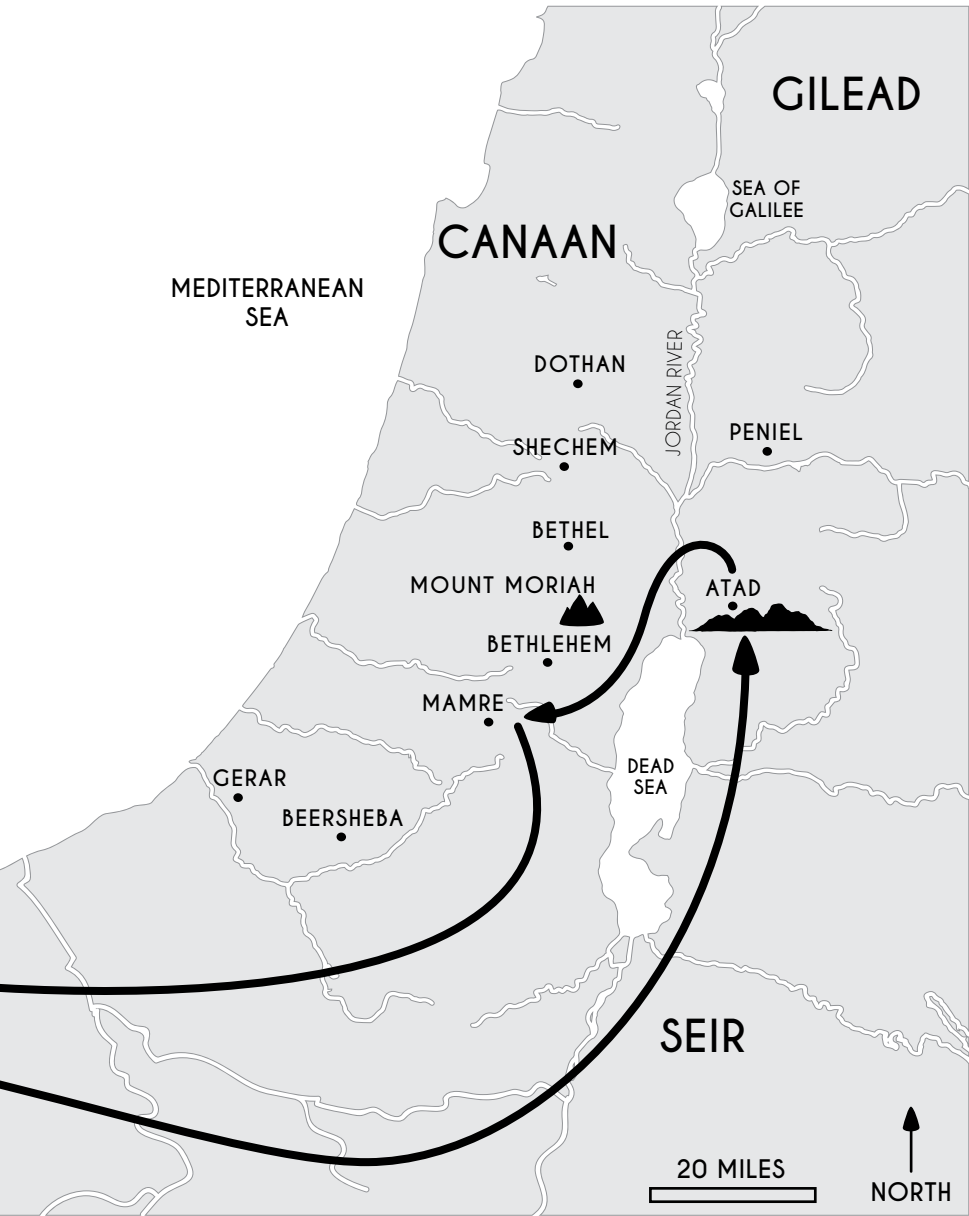 GILEAD
SEA OF
GALILEE
CANAAN
MEDITERRANEAN
SEA
DOTHAN
JORDAN RIVER
PENIEL
SHECHEM
BETHEL
MOUNT MORIAH
ATAD
BETHLEHEM
MAMRE
DEAD
SEA
GERAR
BEERSHEBA
SEIR
20 MILES
NORTH